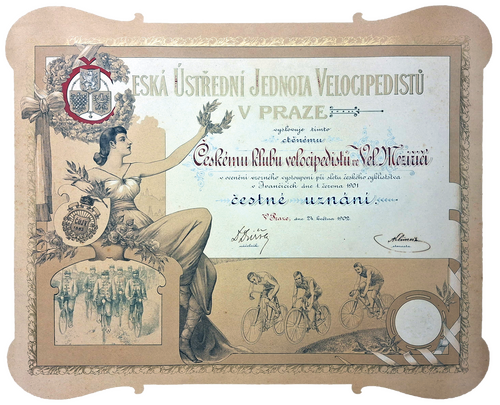 ČESKÁ ÚSTŘEDNÍ JEDNOTA VELOCIPEDISTŮ
V PRAZE
vyslovuje tímto
ctěnému
Českému klubu velocipedistů ve Vel. Meziříčí
v ocenění vzorného vystoupení při sletu českého cykliststva
v Ivančicích dne 1. června 1901
čestné uznání.
V Praze, dne 24. května 1902.